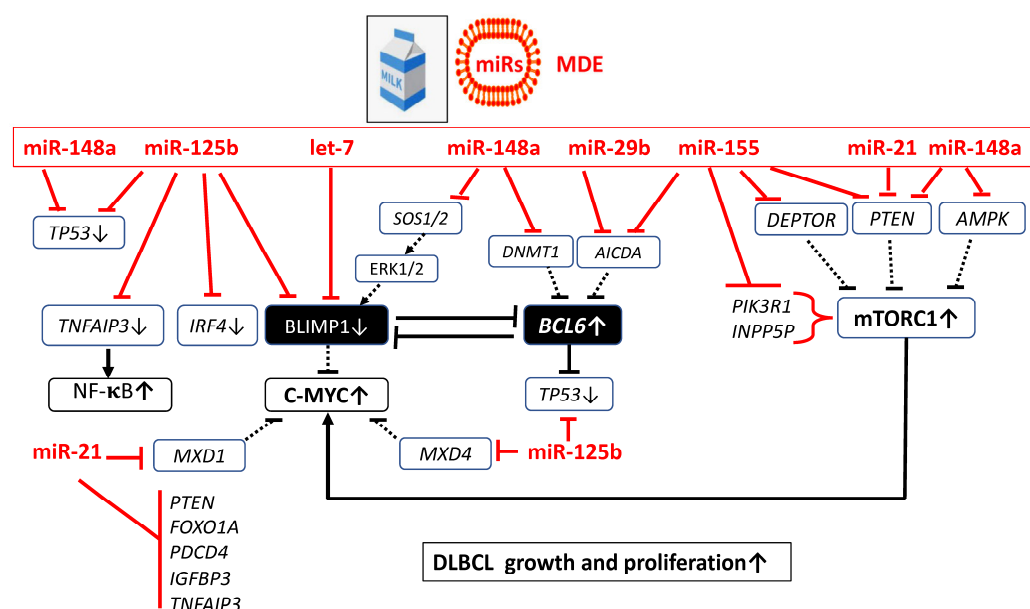 MILK
miRs
MDE
miR-148a miR-125b let-7 miR-148a miR-29b miR-155 miR-21 miR-148a
TP53↓
SOS1/2
DEPTOR
PTEN
AMPK
DNMT1
AICDA
ERK1/2
TNFAIP3↓
IRF4↓
BLIMP1↓
BCL6↑
PIK3R1
INPP5P
mTORC1↑
NF-κB↑
C-MYC↑
TP53↓
miR-21
MXD1
MXD4
miR-125b
PTEN
FOXO1A
PDCD4
IGFBP3
TNFAIP3
DLBCL growth and proliferation↑